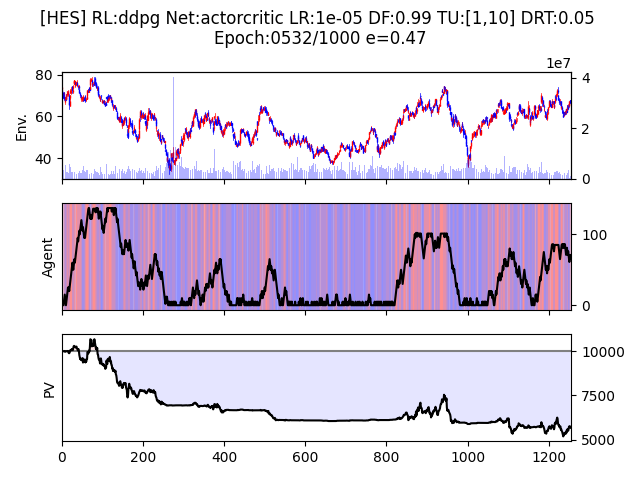 [HES] RL:ddpg Net:actorcritic LR:1e-05 DF:0.99 TU:[1,10] DRT:0.05
Epoch:0532/1000 e=0.47
1e7
80
60
40
Env.
4
2
0
Agent
100
0
PV
10000
7500
5000
0 200 400 600 800 1000 1200